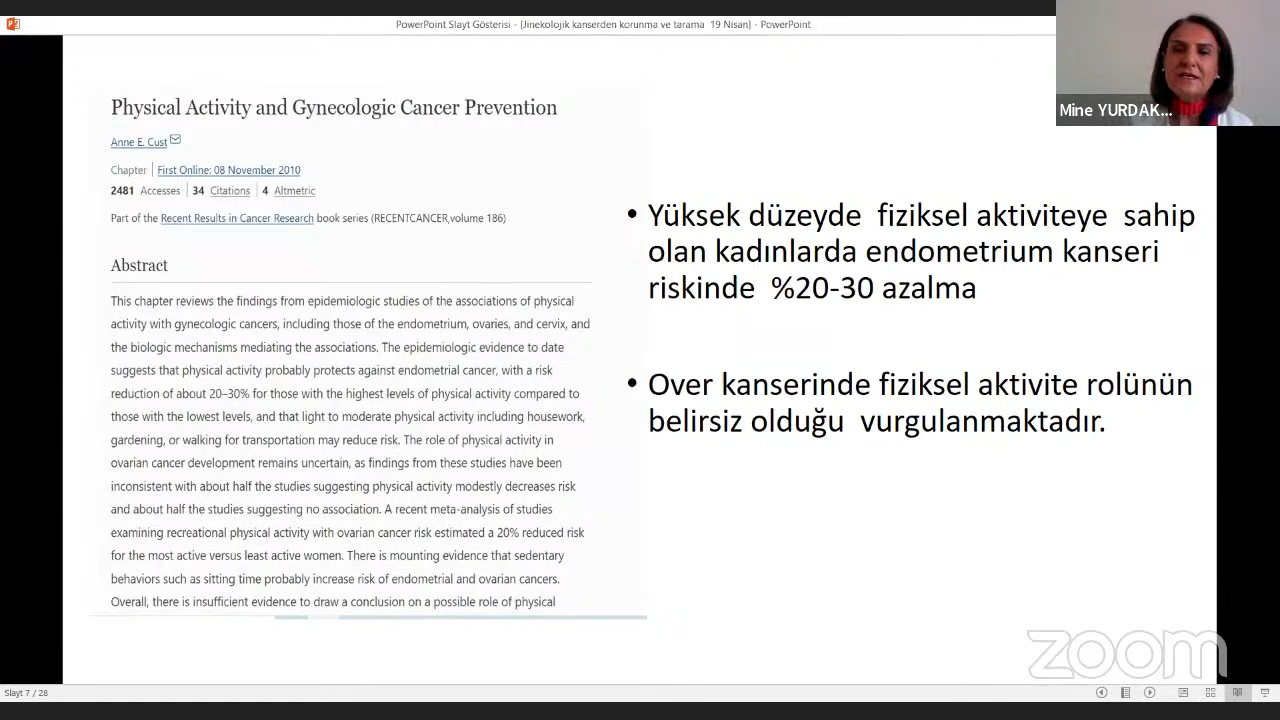 PowerPoint Slayt Gösterisi - [Jinekolojik kanserden korunma ve tarama 19 Nisan] - PowerPoint
Mine YURDAK...
Physical Activity and Gynecologic Cancer Prevention
Anne E. Cust
Chapter | First Online: 08 November 2010
2481 Accesses | 34 Citations | 4 Altmetric
Part of the Recent Results in Cancer Research book series (RECENTCANCER,volume 186)
Abstract
This chapter reviews the findings from epidemiologic studies of the associations of physical
activity with gynecologic cancers, including those of the endometrium, ovaries, and cervix, and
the biologic mechanisms mediating the associations. The epidemiologic evidence to date
suggests that physical activity probably protects against endometrial cancer, with a risk
reduction of about 20–30% for those with the highest levels of physical activity compared to
those with the lowest levels, and that light to moderate physical activity including housework,
gardening, or walking for transportation may reduce risk. The role of physical activity in
ovarian cancer development remains uncertain, as findings from these studies have been
inconsistent with about half the studies suggesting physical activity modestly decreases risk
and about half the studies suggesting no association. A recent meta-analysis of studies
examining recreational physical activity with ovarian cancer risk estimated a 20% reduced risk
for the most active versus least active women. There is mounting evidence that sedentary
behaviors such as sitting time probably increase risk of endometrial and ovarian cancers.
Overall, there is insufficient evidence to draw a conclusion on a possible role of physical
• Yüksek düzeyde fiziksel aktiviteye sahip
olan kadınlarda endometrium kanseri
riskinde %20-30 azalma
• Over kanserinde fiziksel aktivite rolünün
belirsiz olduğu vurgulanmaktadır.
zoom
Slayt 7 / 28